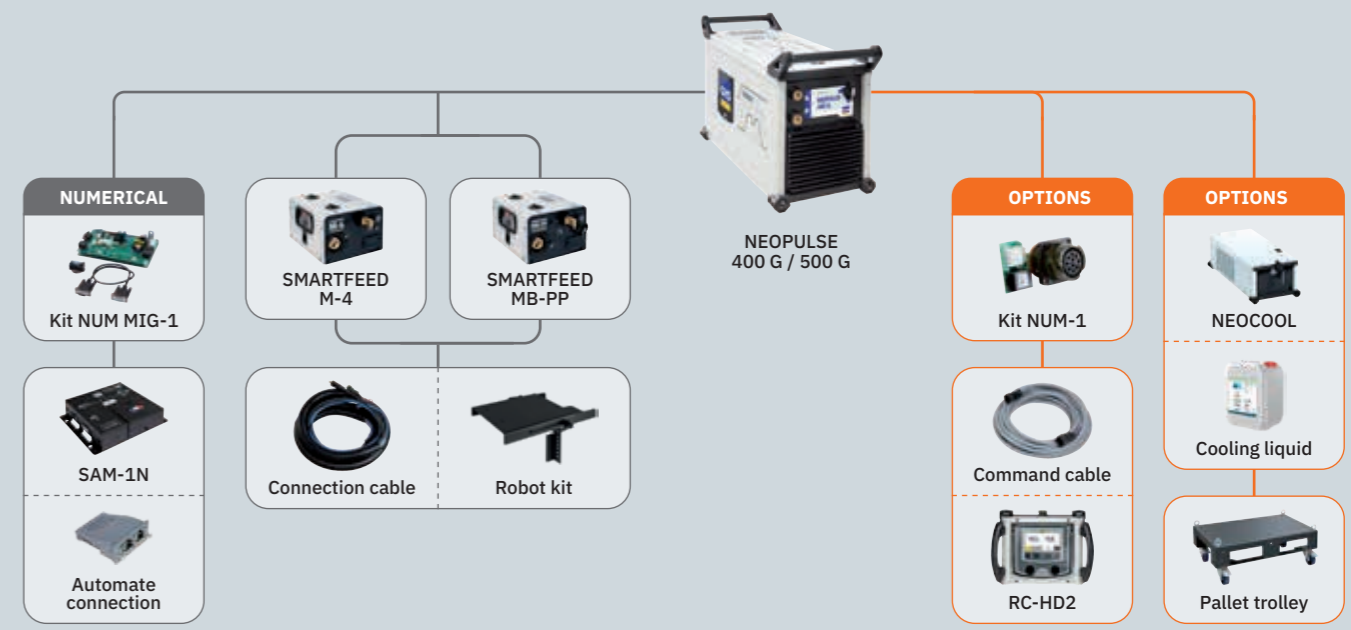 NEOPULSE
400 G / 500 G
NUMERICAL
Kit NUM MIG-1
SAM-1N
Automate
connection
SMARTFEED
M-4
SMARTFEED
MB-PP
Connection cable
Robot kit
OPTIONS
Kit NUM-1
Command cable
RC-HD2
OPTIONS
NEOCOOL
Cooling liquid
Pallet trolley